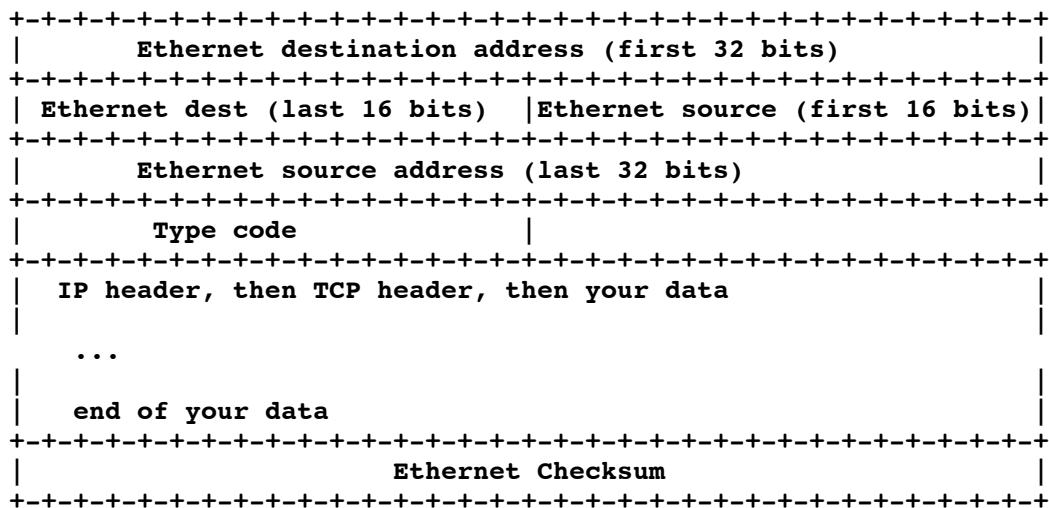 +-+-+-+-+-+-+-+-+-+-+-+-+-+-+-+-+-+-+-+-+-+-+-+-+-+-+-+-+-+-+-+-+
|       Ethernet destination address (first 32 bits)            |
+-+-+-+-+-+-+-+-+-+-+-+-+-+-+-+-+-+-+-+-+-+-+-+-+-+-+-+-+-+-+-+-+
| Ethernet dest (last 16 bits)  |Ethernet source (first 16 bits)|
+-+-+-+-+-+-+-+-+-+-+-+-+-+-+-+-+-+-+-+-+-+-+-+-+-+-+-+-+-+-+-+-+
|       Ethernet source address (last 32 bits)                  |
+-+-+-+-+-+-+-+-+-+-+-+-+-+-+-+-+-+-+-+-+-+-+-+-+-+-+-+-+-+-+-+-+
|        Type code              |
+-+-+-+-+-+-+-+-+-+-+-+-+-+-+-+-+-+-+-+-+-+-+-+-+-+-+-+-+-+-+-+-+
|  IP header, then TCP header, then your data                   |
|                                                               |
    ...
|                                                               |
|   end of your data                                            |
+-+-+-+-+-+-+-+-+-+-+-+-+-+-+-+-+-+-+-+-+-+-+-+-+-+-+-+-+-+-+-+-+
|                       Ethernet Checksum                       |
+-+-+-+-+-+-+-+-+-+-+-+-+-+-+-+-+-+-+-+-+-+-+-+-+-+-+-+-+-+-+-+-+